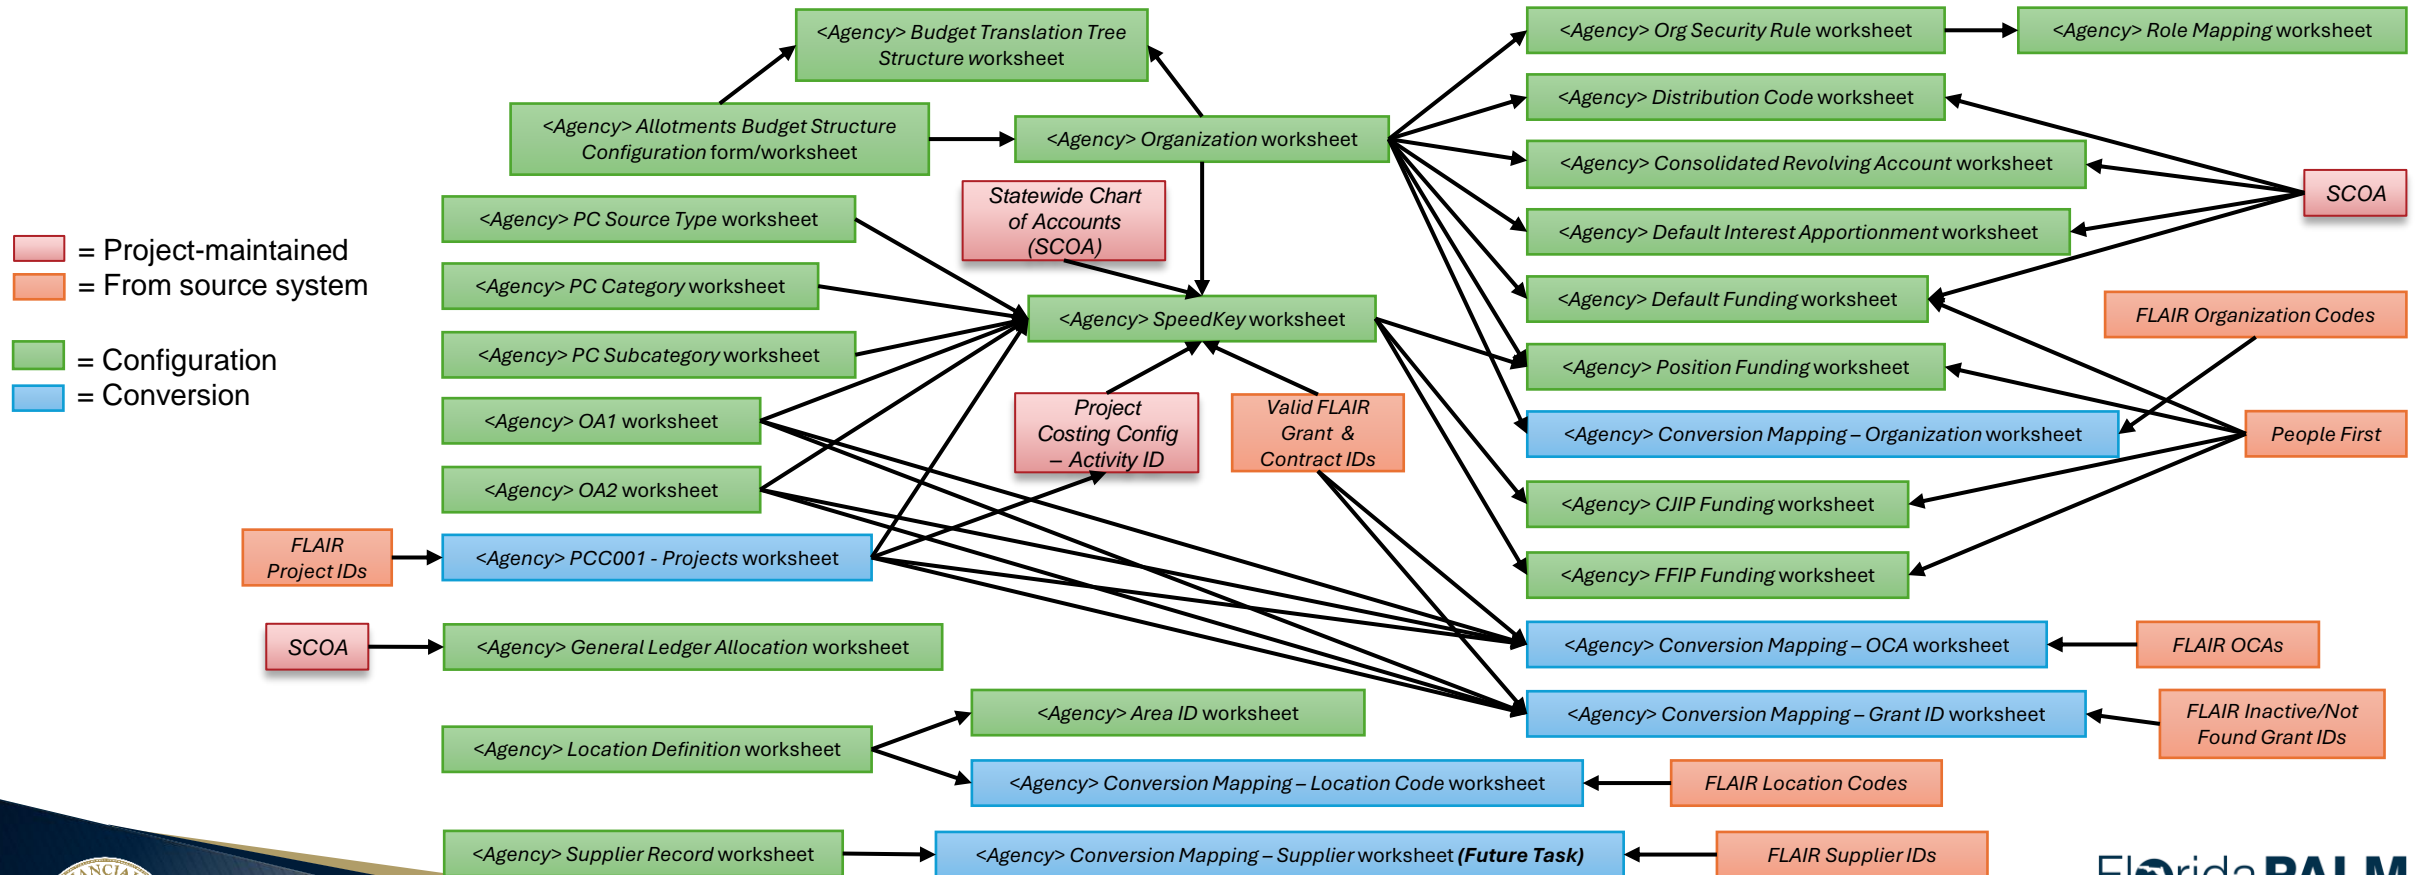 <Agency> Budget Translation Tree
Structure worksheet
<Agency> Org Security Rule worksheet
<Agency> Role Mapping worksheet
<Agency> Distribution Code worksheet
<Agency> Allotments Budget Structure
Configuration form/worksheet
<Agency> Organization worksheet
<Agency> Consolidated Revolving Account worksheet
SCOA
Statewide Chart
of Accounts
(SCOA)
<Agency> PC Source Type worksheet
<Agency> Default Interest Apportionment worksheet
= Project-maintained
= From source system
= Configuration
= Conversion
<Agency> PC Category worksheet
<Agency> Default Funding worksheet
FLAIR Organization Codes
<Agency> SpeedKey worksheet
<Agency> PC Subcategory worksheet
<Agency> Position Funding worksheet
<Agency> OA1 worksheet
Project
Costing Config
– Activity ID
Valid FLAIR
Grant &
Contract IDs
<Agency> Conversion Mapping – Organization worksheet
People First
<Agency> OA2 worksheet
<Agency> CJIP Funding worksheet
FLAIR
Project IDs
<Agency> PCC001 - Projects worksheet
<Agency> FFIP Funding worksheet
SCOA
<Agency> General Ledger Allocation worksheet
<Agency> Conversion Mapping – OCA worksheet
FLAIR OCAs
<Agency> Area ID worksheet
<Agency> Conversion Mapping – Grant ID worksheet
FLAIR Inactive/Not
Found Grant IDs
<Agency> Location Definition worksheet
<Agency> Conversion Mapping – Location Code worksheet
FLAIR Location Codes
<Agency> Supplier Record worksheet
<Agency> Conversion Mapping – Supplier worksheet (Future Task)
FLAIR Supplier IDs
Florida PALM